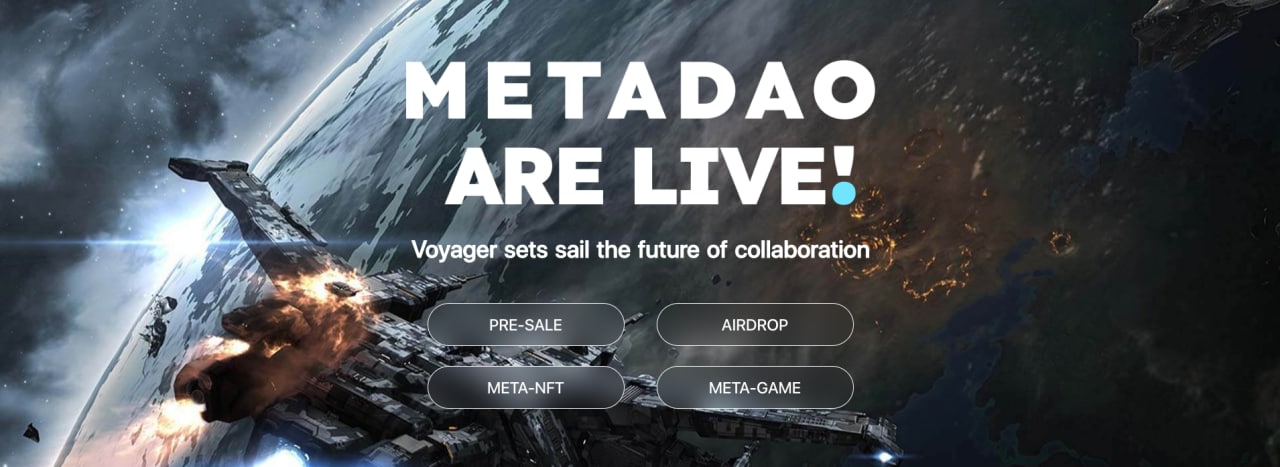 METADAO
ARE LIVE!
Voyager sets sail the future of collaboration
PRE-SALE
AIRDROP
META-NFT
META-GAME